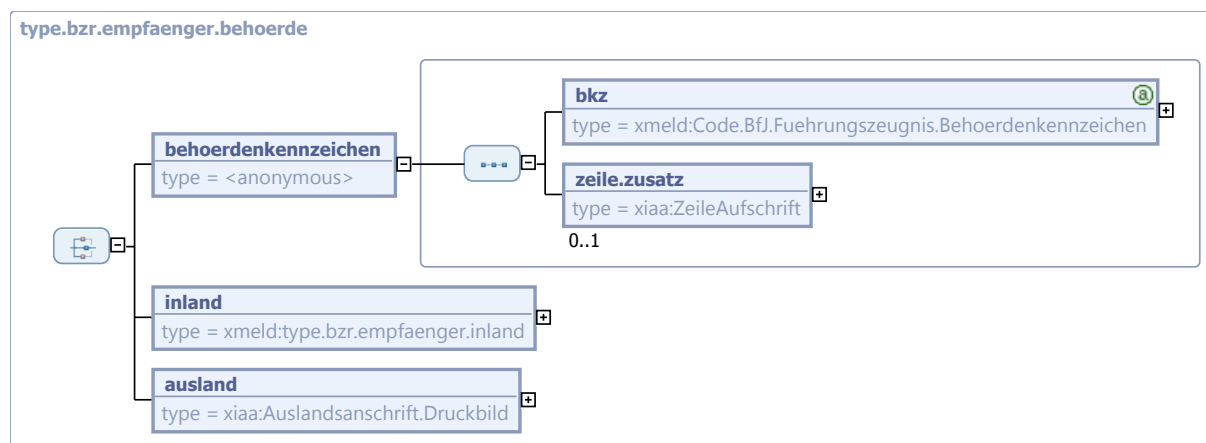 type.bzr.empfaenger.behoerde
bkz
type = xmeld:Code.BfJ.Fuehrungszeugnis.Behoerdenkennzeichen
behoerdenkennzeichen
type = <anonymous>
zeile.zusatz
type = xiaa:ZeileAufschrift
0..1
inland
type = xmeld:type.bzr.empfaenger.inland
ausland
type = xiaa:Auslandsanschrift.Druckbild